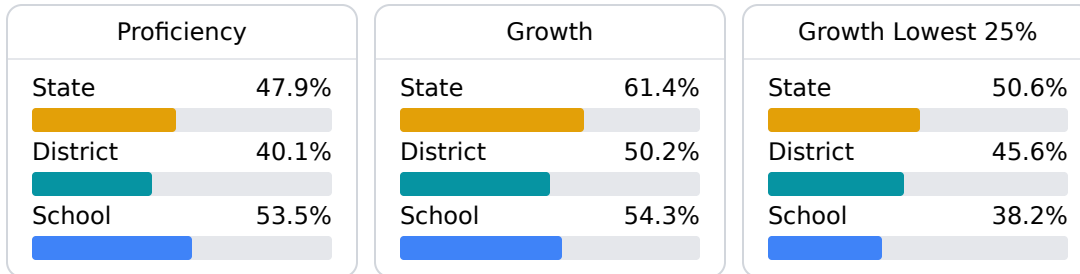 Proficiency
State 47.9%
District 40.1%
School 53.5%
Growth
State 61.4%
District 50.2%
School 54.3%
Growth Lowest 25%
State 50.6%
District 45.6%
School 38.2%